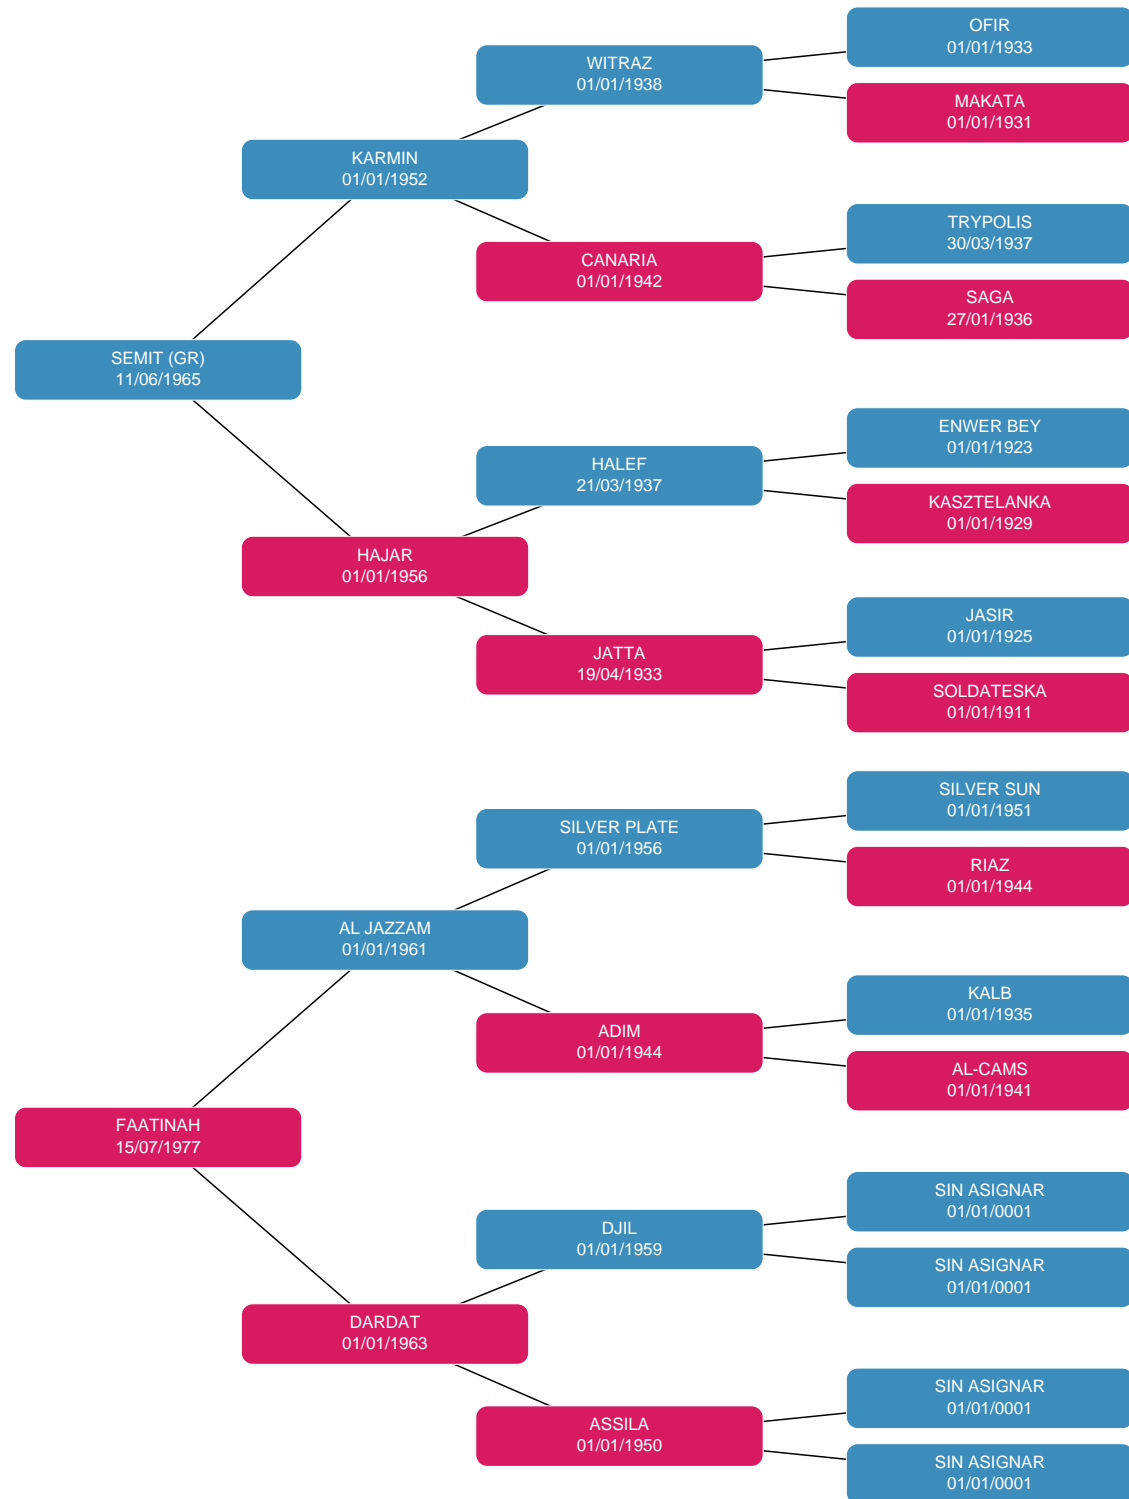 OFIR
01/01/1933
WITRAZ
01/01/1938
MAKATA
01/01/1931
KARMIN
01/01/1952
TRYPOLIS
30/03/1937
CANARIA
01/01/1942
SAGA
27/01/1936
SEMIT (GR)
11/06/1965
ENWER BEY
01/01/1923
HALEF
21/03/1937
KASZTELANKA
01/01/1929
HAJAR
01/01/1956
JASIR
01/01/1925
JATTA
19/04/1933
SOLDATESKA
01/01/1911
SILVER SUN
01/01/1951
SILVER PLATE
01/01/1956
RIAZ
01/01/1944
AL JAZZAM
01/01/1961
KALB
01/01/1935
ADIM
01/01/1944
AL-CAMS
01/01/1941
FAATINAH
15/07/1977
SIN ASIGNAR
01/01/0001
DJIL
01/01/1959
SIN ASIGNAR
01/01/0001
DARDAT
01/01/1963
SIN ASIGNAR
01/01/0001
ASSILA
01/01/1950
SIN ASIGNAR
01/01/0001